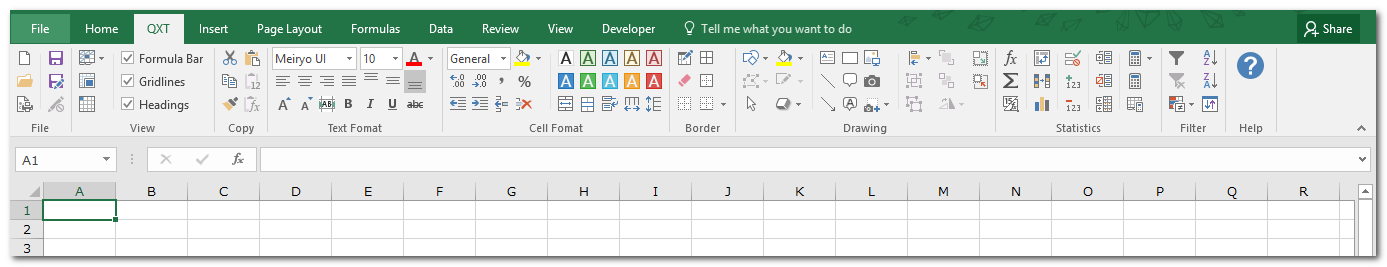 File Home QXT Insert Page Layout Formulas Data Review View Developer Tell me what you want to do Share
Formula Bar Meiryo UI 10 A General A A A A A fx
Gridlines A A A A A Σ
Headings A A B I U abc
File View Copy Text Fomat Cell Fomat Border Drawing Statistics Filter Help
A1 fx
A B C D E F G H I J K L M N O P Q R
1
2
3